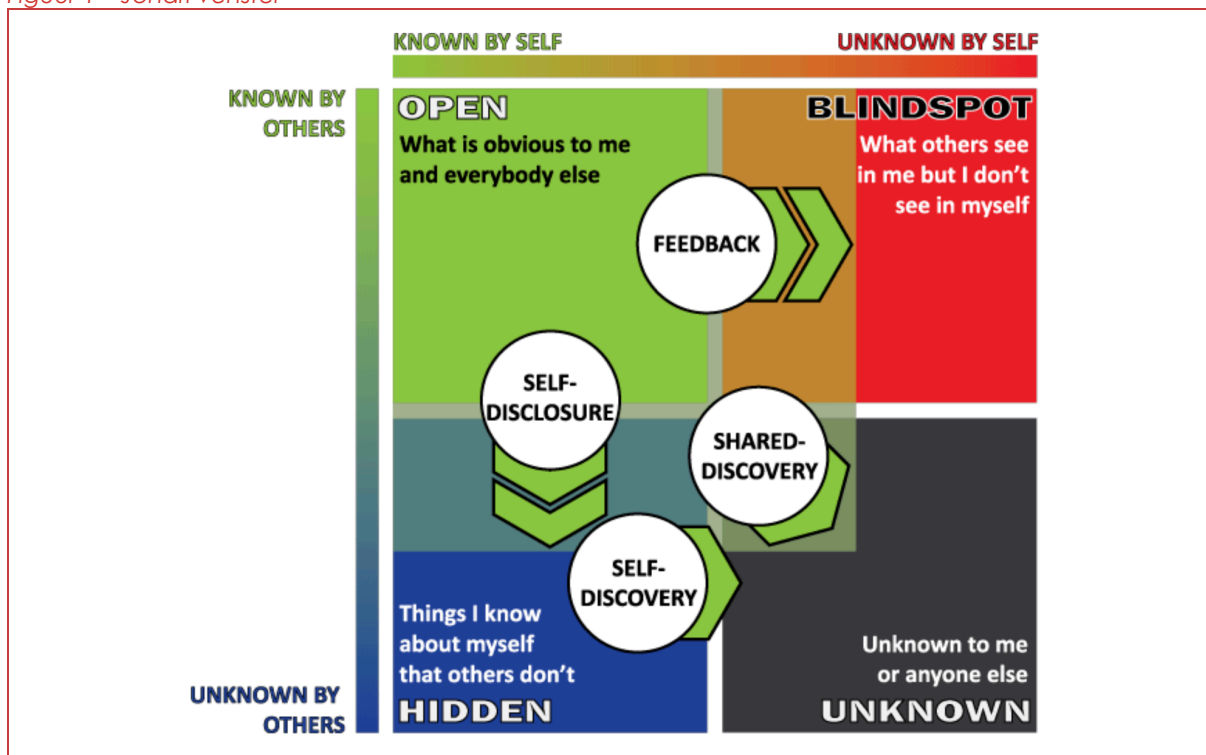 KNOWN BY SELF
UNKNOWN BY SELF
KNOWN BY
OTHERS
OPEN
What is obvious to me
and everybody else
BLINDSPOT
What others see
in me but I don't
see in myself
FEEDBACK
SELF-
DISCLOSURE
SHARED-
DISCOVERY
SELF-
DISCOVERY
Things I know
about myself
that others don't
HIDDEN
Unknown to me
or anyone else
UNKNOWN
UNKNOWN BY
OTHERS